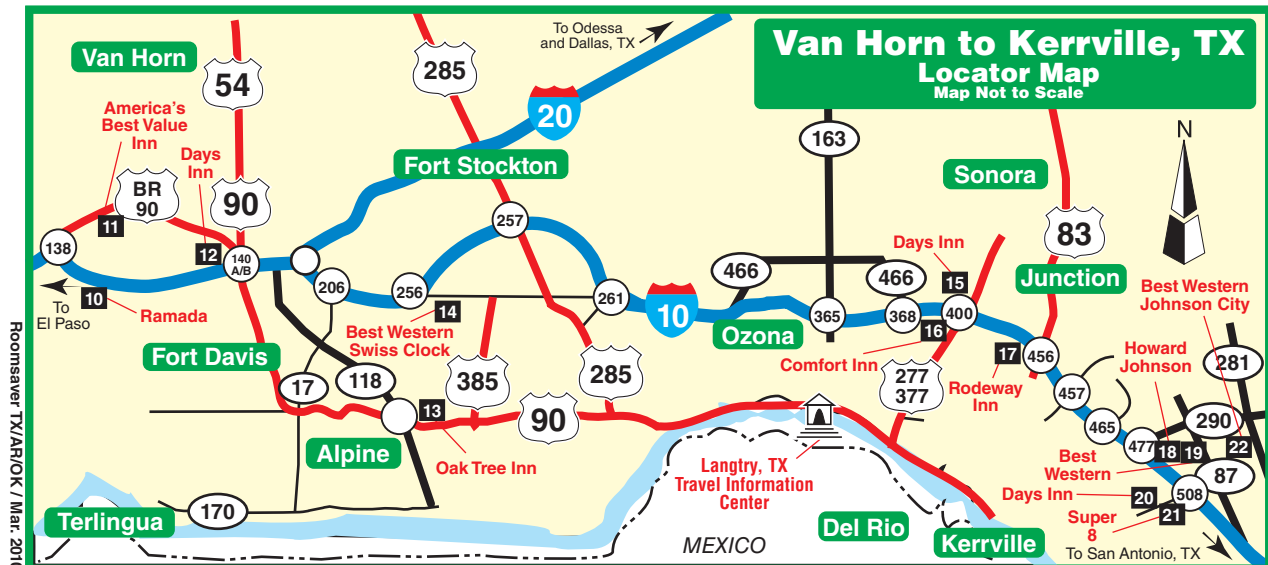 Van Horn to Kerrville, TX
Locator Map
Map Not to Scale
To Odessa
and Dallas, TX
Van Horn
54
285
20
163
N
America's
Best Value
Inn
Days
Inn
BR
90
90
Fort Stockton
Sonora
83
11
12
138
140
A/B
257
466
466
Days Inn
15
Junction
Best Western
Johnson City
10
Ramada
To
El Paso
206
256
14
261
10
365
368
400
16
Ozona
Best Western
Swiss Clock
Comfort Inn
17
456
Howard
Johnson
281
Fort Davis
17
118
385
285
277
377
Rodeway
Inn
457
465
290
13
90
477
18
19
22
Alpine
Oak Tree Inn
Langtry, TX
Travel Information
Center
Best
Western
87
Days Inn
20
508
Super
8
21
170
Terlingua
MEXICO
Del Rio
Kerrville
To San Antonio, TX
Roomsaver TX/AR/OK / Mar.